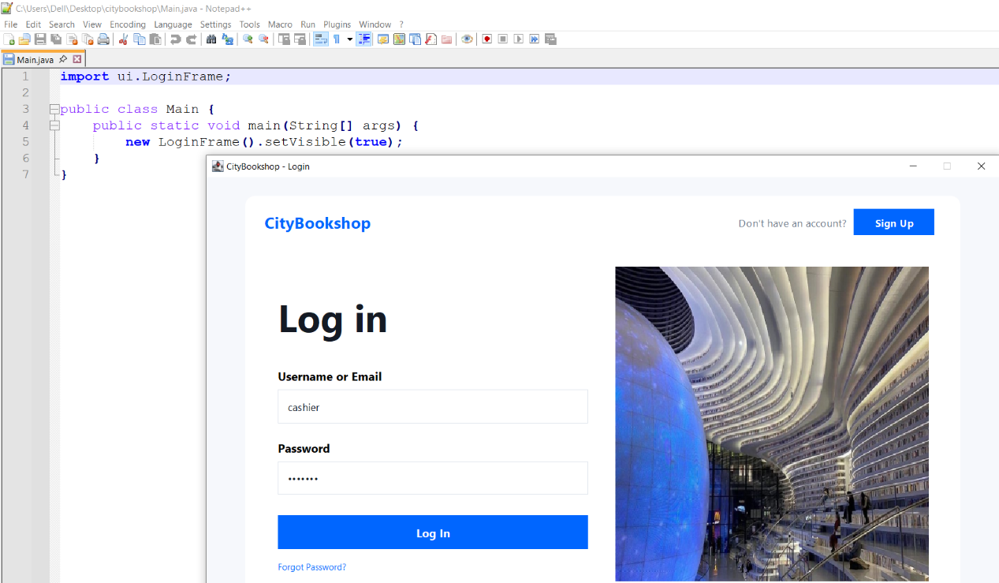 C:\Users\Dell\Desktop\citybookshop\Main.java - Notepad++
File Edit Search View Encoding Language Settings Tools Macro Run Plugins Window ?
Main.java
1 import ui.LoginFrame;
2
3 public class Main {
4 public static void main(String[] args) {
5 new LoginFrame().setVisible(true);
6 }
7 }
CityBookshop - Login
CityBookshop
Don't have an account? Sign Up
Log in
Username or Email
cashier
Password
•••••••
Log In
Forgot Password?